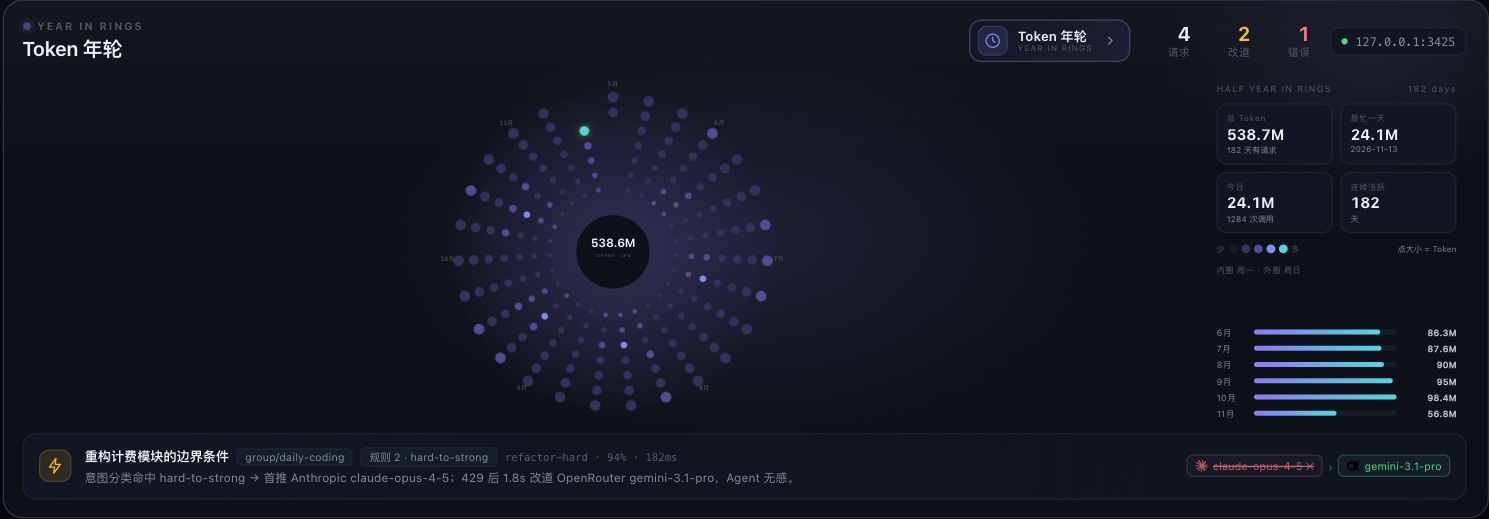 YEAR IN RINGS
Token 年轮
Token 年轮
YEAR IN RINGS
4
请求
2
改道
1
错误
127.0.0.1:3425
5月
6月
7月
8月
9月
10月
11月
538.6M
HALF YEAR IN RINGS
182 days
总 Token
538.7M
182 天有请求
最忙一天
24.1M
2026-11-13
今日
24.1M
1284 次调用
连续活跃
182
天
少
多
点大小 = Token
内圈 周一 · 外圈 周日
6月 86.3M
7月 87.6M
8月 90M
9月 95M
10月 98.4M
11月 56.8M
重构计费模块的边界条件 group/daily-coding 规则 2 · hard-to-strong refactor-hard · 94% · 182ms
意图分类命中 hard-to-strong → 首推 Anthropic claude-opus-4-5；429 后 1.8s 改道 OpenRouter gemini-3.1-pro，Agent 无感。
claude-opus-4-5 ✕ › gemini-3.1-pro